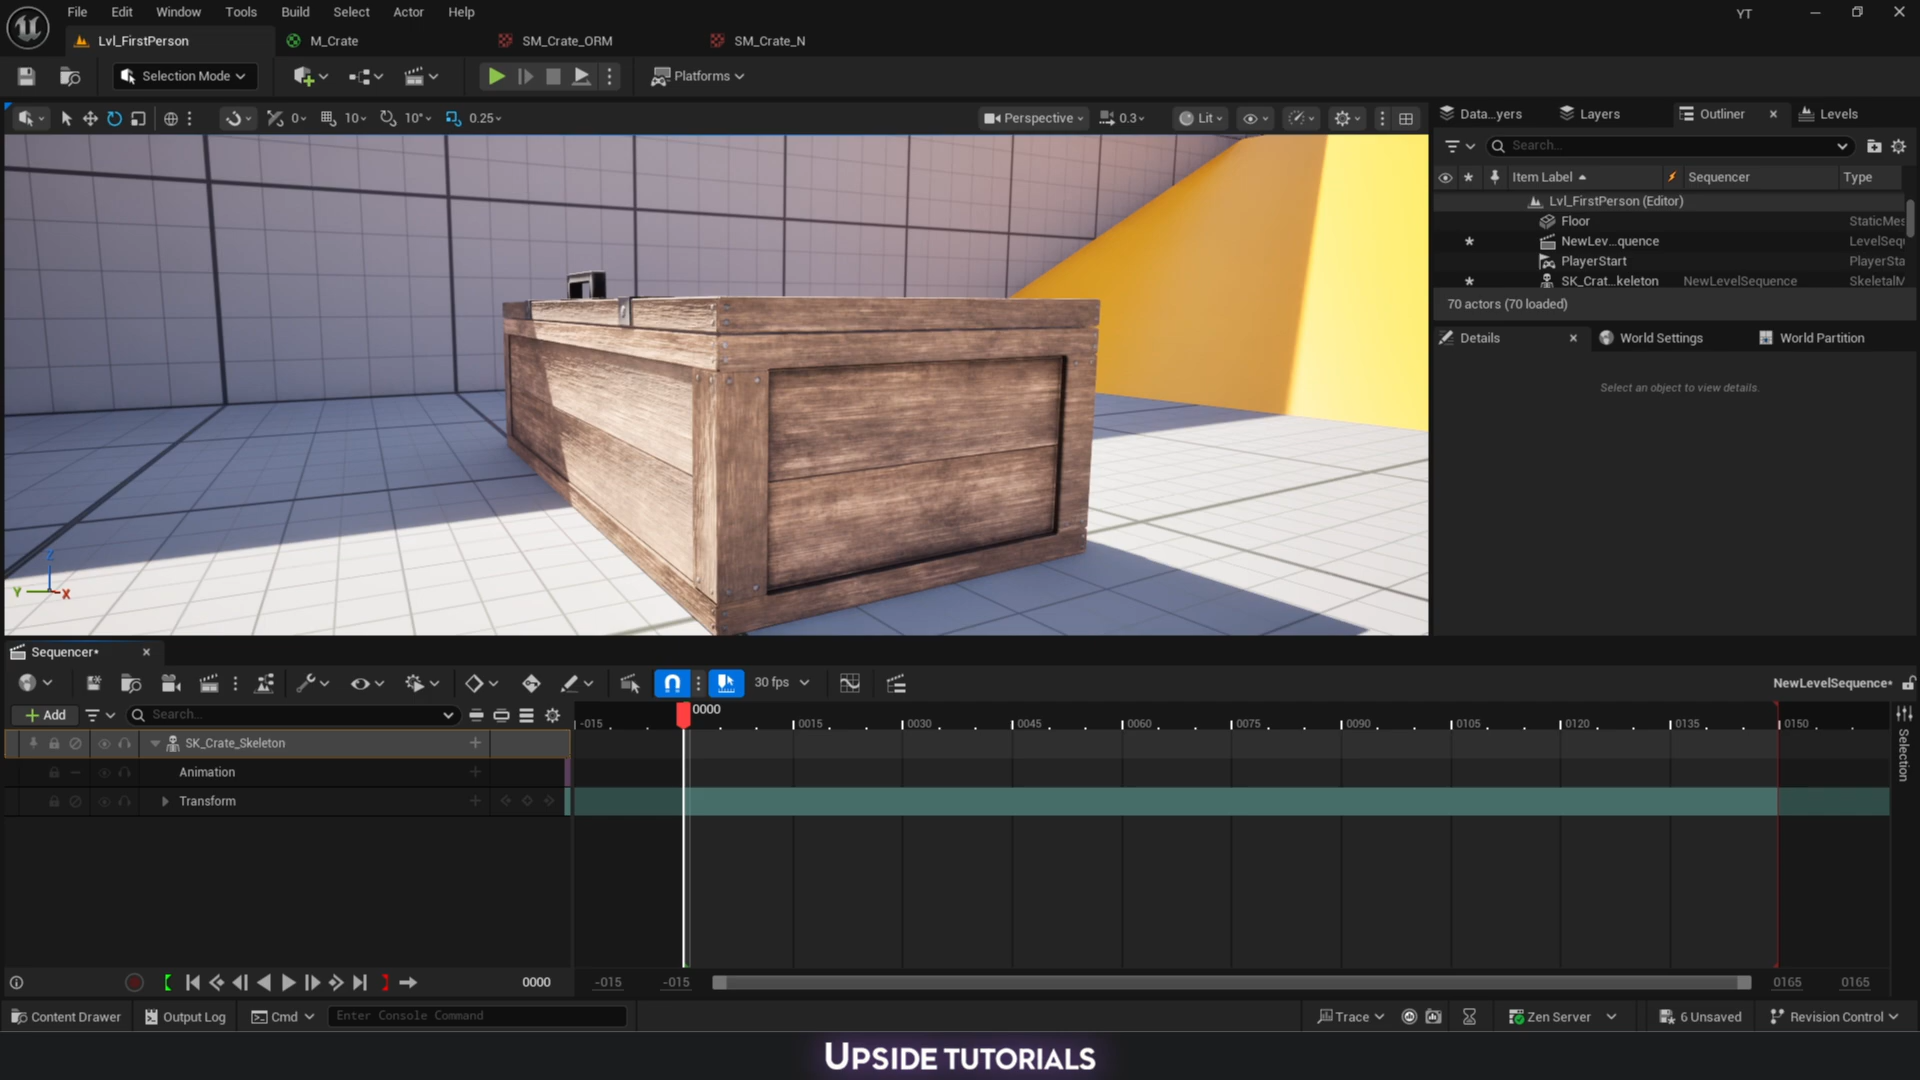 File Edit Window Tools Build Select Actor Help
YT
Lvl_FirstPerson
M_Crate
SM_Crate_ORM
SM_Crate_N
Selection Mode
Platforms
0
10
10°
0.25
Perspective
0.3
Lit
Data...yers
Layers
Outliner
Levels
Search...
Item Label
Sequencer
Type
Lvl_FirstPerson (Editor)
Floor
StaticMes
NewLev...quence
LevelSequ
PlayerStart
PlayerSta
SK_Crat...keleton
NewLevelSequence
SkeletalM
70 actors (70 loaded)
Details
World Settings
World Partition
Select an object to view details.
Z
Y
X
Sequencer*
30 fps
NewLevelSequence*
Add
Search...
0000
-015
0015
0030
0045
0060
0075
0090
0105
0120
0135
0150
SK_Crate_Skeleton
Animation
Transform
Selection
0000
-015
-015
0165
0165
Content Drawer
Output Log
Cmd
Enter Console Command
Trace
Zen Server
6 Unsaved
Revision Control
UPSIDE TUTORIALS